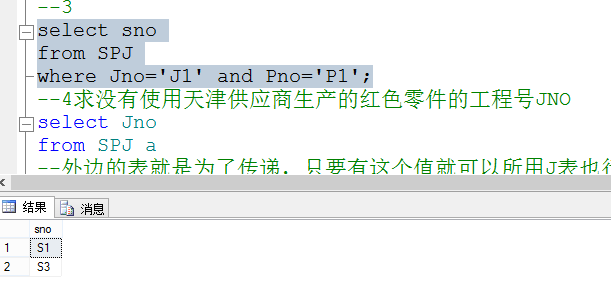 --3
select sno
from SPJ
where Jno='J1' and Pno='P1';
--4求没有使用天津供应商生产的红色零件的工程号JNO
select Jno
from SPJ a
--外边的表就是为了传递，只要有这个值就可以所用J表也行
结果 消息
sno
1 S1
2 S3